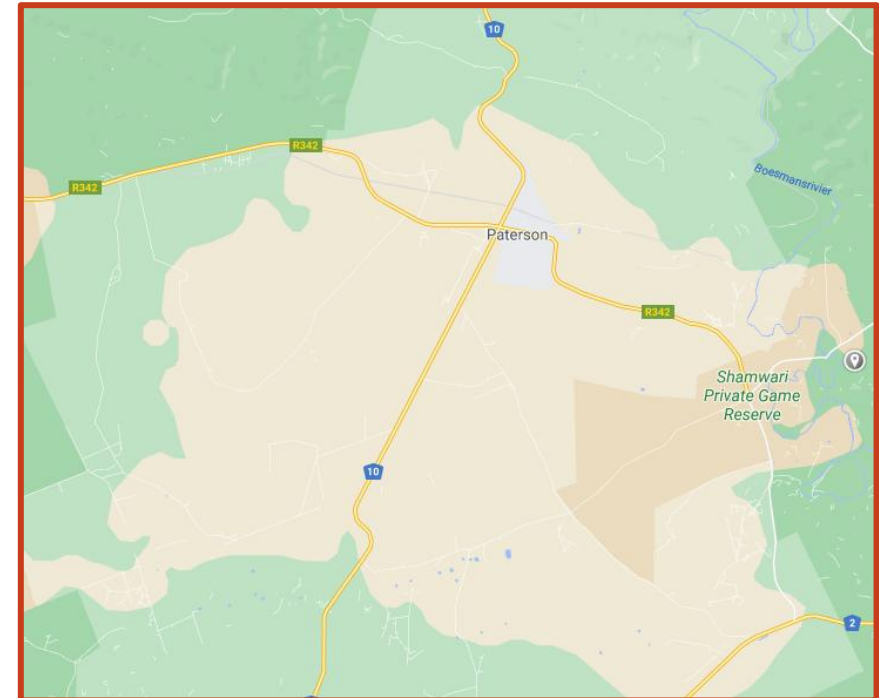 10
R342
R342
Boesmansrivier
Paterson
R342
Shamwari
Private Game
Reserve
10
2